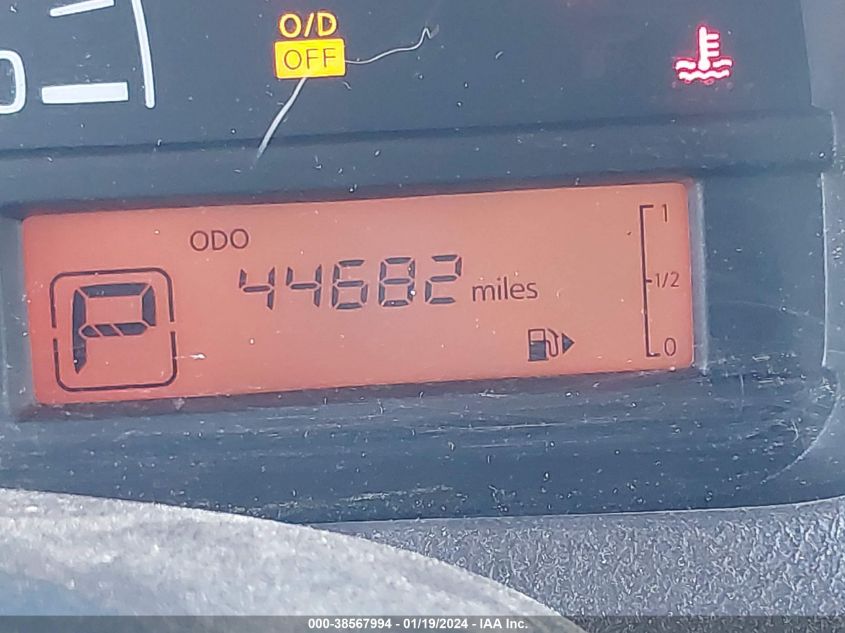 O/D
OFF
ODO
44682 miles
P
1
1/2
0
000-38567994 - 01/19/2024 - IAA Inc.